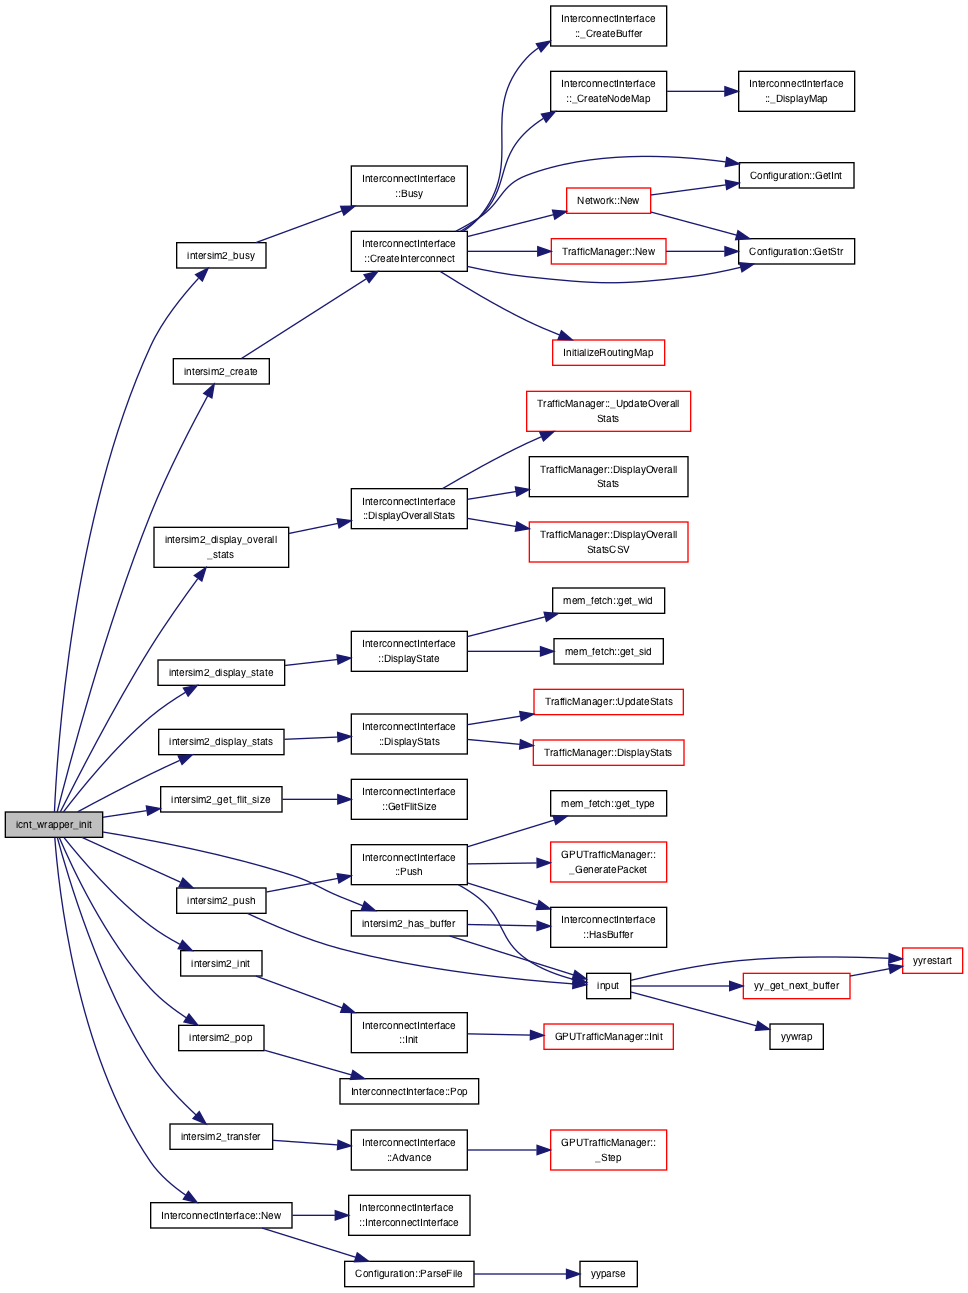 InterconnectInterface
::_CreateBuffer
InterconnectInterface
::_CreateNodeMap
InterconnectInterface
::_DisplayMap
InterconnectInterface
::Busy
Configuration::GetInt
Network::New
intersim2_busy
InterconnectInterface
::CreateInterconnect
TrafficManager::New
Configuration::GetStr
InitializeRoutingMap
intersim2_create
TrafficManager::_UpdateOverall
Stats
TrafficManager::DisplayOverall
Stats
InterconnectInterface
::DisplayOverallStats
intersim2_display_overall
_stats
TrafficManager::DisplayOverall
StatsCSV
mem_fetch::get_wid
InterconnectInterface
::DisplayState
mem_fetch::get_sid
intersim2_display_state
TrafficManager::UpdateStats
InterconnectInterface
::DisplayStats
intersim2_display_stats
TrafficManager::DisplayStats
InterconnectInterface
::GetFlitSize
intersim2_get_flit_size
mem_fetch::get_type
icnt_wrapper_init
InterconnectInterface
::Push
GPUTrafficManager::
_GeneratePacket
intersim2_push
intersim2_has_buffer
InterconnectInterface
::HasBuffer
intersim2_init
input
yy_get_next_buffer
yyrestart
yywrap
InterconnectInterface
::Init
GPUTrafficManager::Init
intersim2_pop
InterconnectInterface::Pop
intersim2_transfer
InterconnectInterface
::Advance
GPUTrafficManager::
_Step
InterconnectInterface::New
InterconnectInterface
::InterconnectInterface
Configuration::ParseFile
yyparse